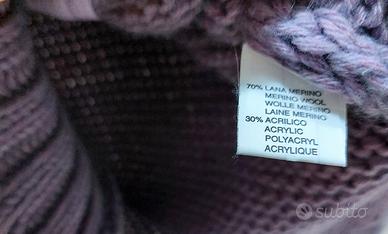 70% LANA MERINO
MERINO WOOL
WOLLE MERINO
LAINE MERINO
30% ACRILICO
ACRYLIC
POLYACRYL
ACRYLIQUE
subito